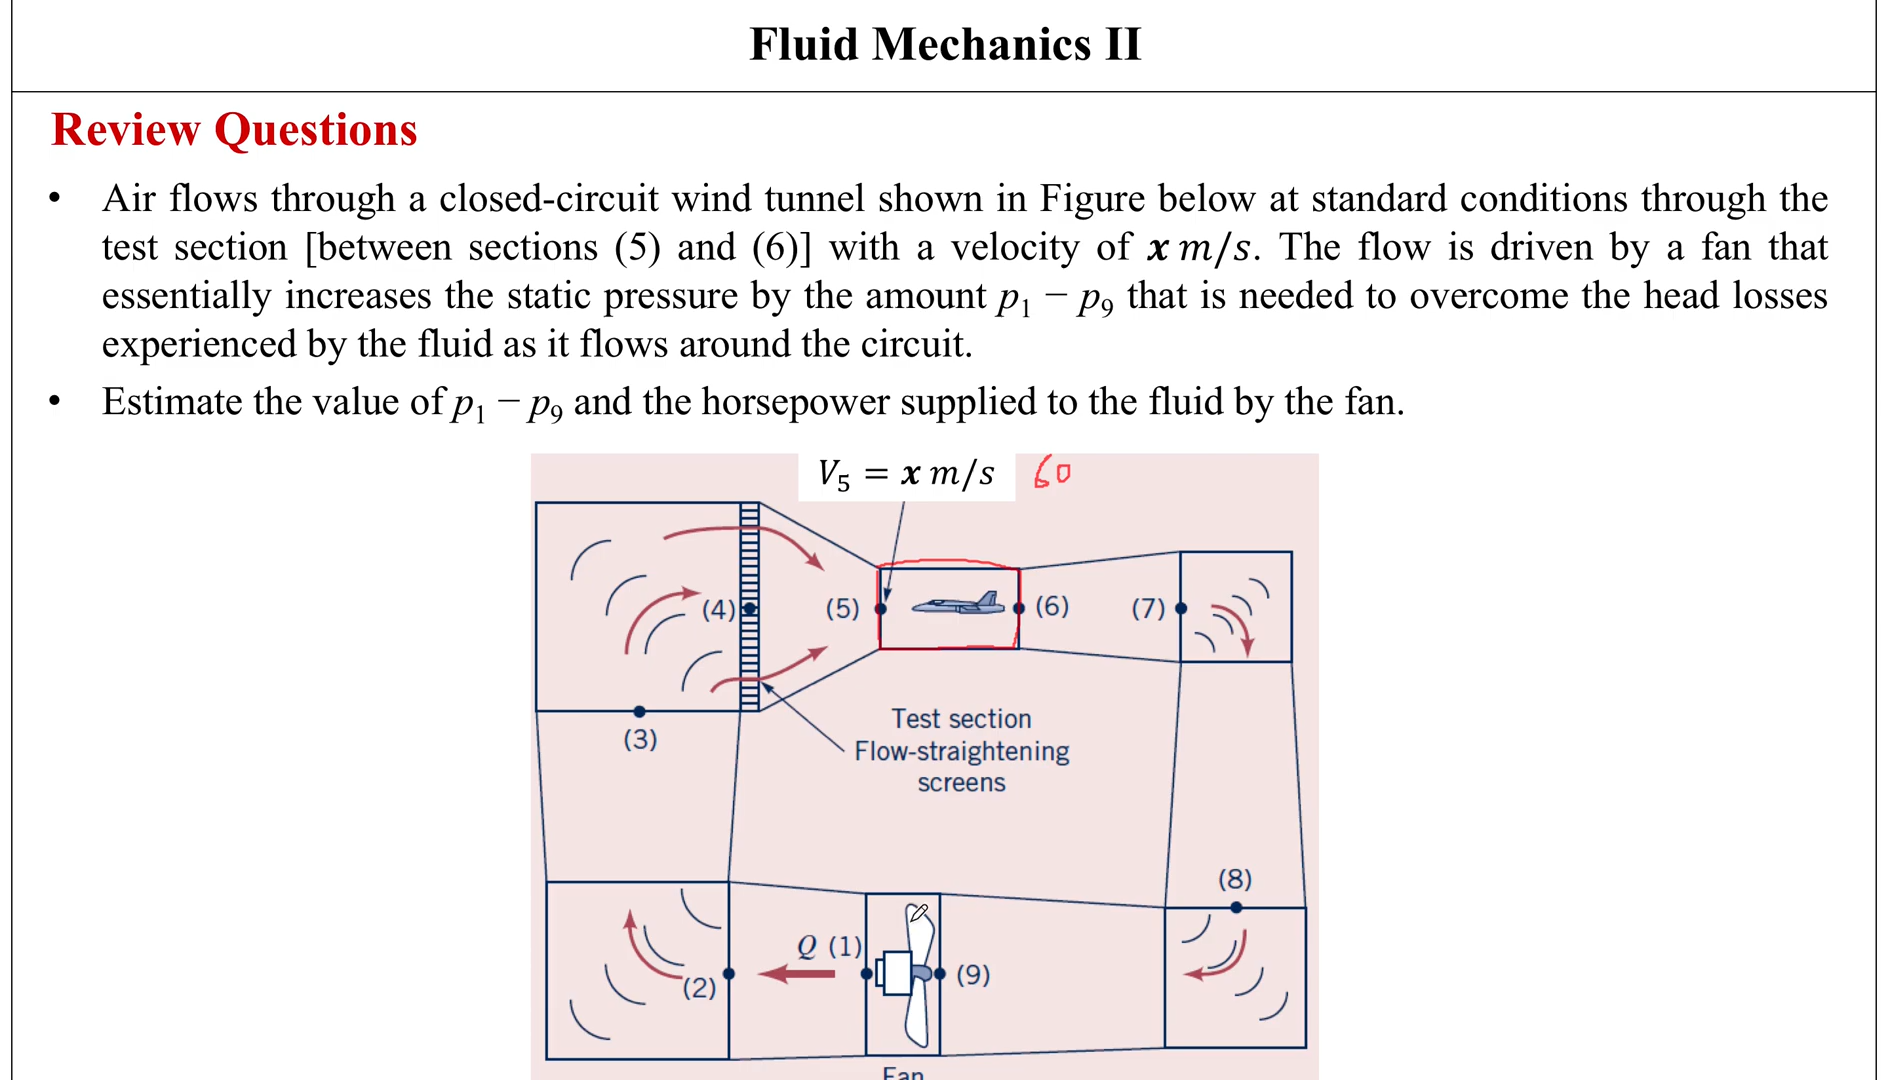 Fluid Mechanics II
Review Questions
• Air flows through a closed-circuit wind tunnel shown in Figure below at standard conditions through the
test section [between sections (5) and (6)] with a velocity of x m/s. The flow is driven by a fan that
essentially increases the static pressure by the amount p₁ − p₉ that is needed to overcome the head losses
experienced by the fluid as it flows around the circuit.
• Estimate the value of p₁ − p₉ and the horsepower supplied to the fluid by the fan.
V₅ = x m/s 60
(4) (5) (6) (7)
(3)
Test section
Flow-straightening
screens
(8)
Q (1)
(2) (9)
Fan